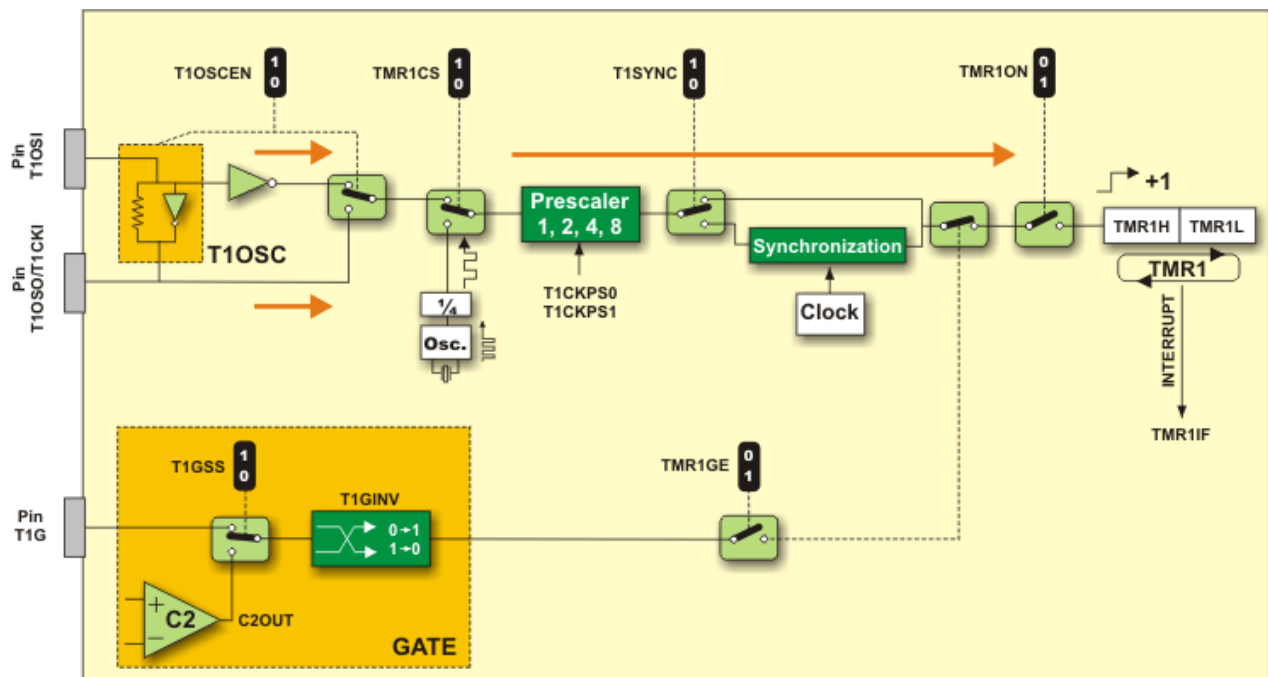 T1OSCEN
1
0
TMR1CS
1
0
T1SYNC
1
0
TMR1ON
0
1
Pin
T1OSI
T1OSC
Pin
T1OSO/T1CKI
Prescaler
1, 2, 4, 8
T1CKPS0
T1CKPS1
Synchronization
Clock
¼
Osc.
+1
TMR1H
TMR1L
TMR1
INTERRUPT
TMR1IF
T1GSS
1
0
T1GINV
0→1
1→0
TMR1GE
0
1
Pin
T1G
+
C2
−
C2OUT
GATE